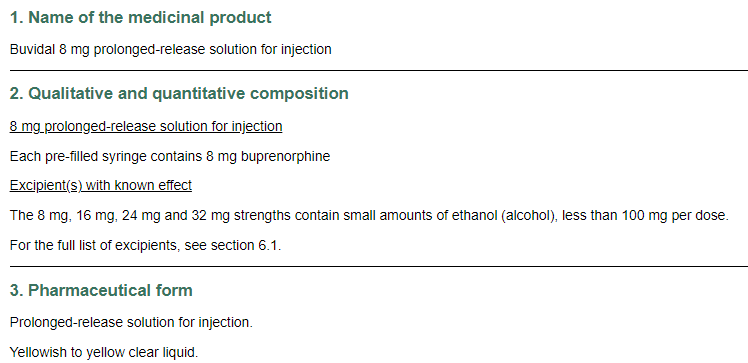 1. Name of the medicinal product
Buvidal 8 mg prolonged-release solution for injection
2. Qualitative and quantitative composition
8 mg prolonged-release solution for injection
Each pre-filled syringe contains 8 mg buprenorphine
Excipient(s) with known effect
The 8 mg, 16 mg, 24 mg and 32 mg strengths contain small amounts of ethanol (alcohol), less than 100 mg per dose.
For the full list of excipients, see section 6.1.
3. Pharmaceutical form
Prolonged-release solution for injection.
Yellowish to yellow clear liquid.